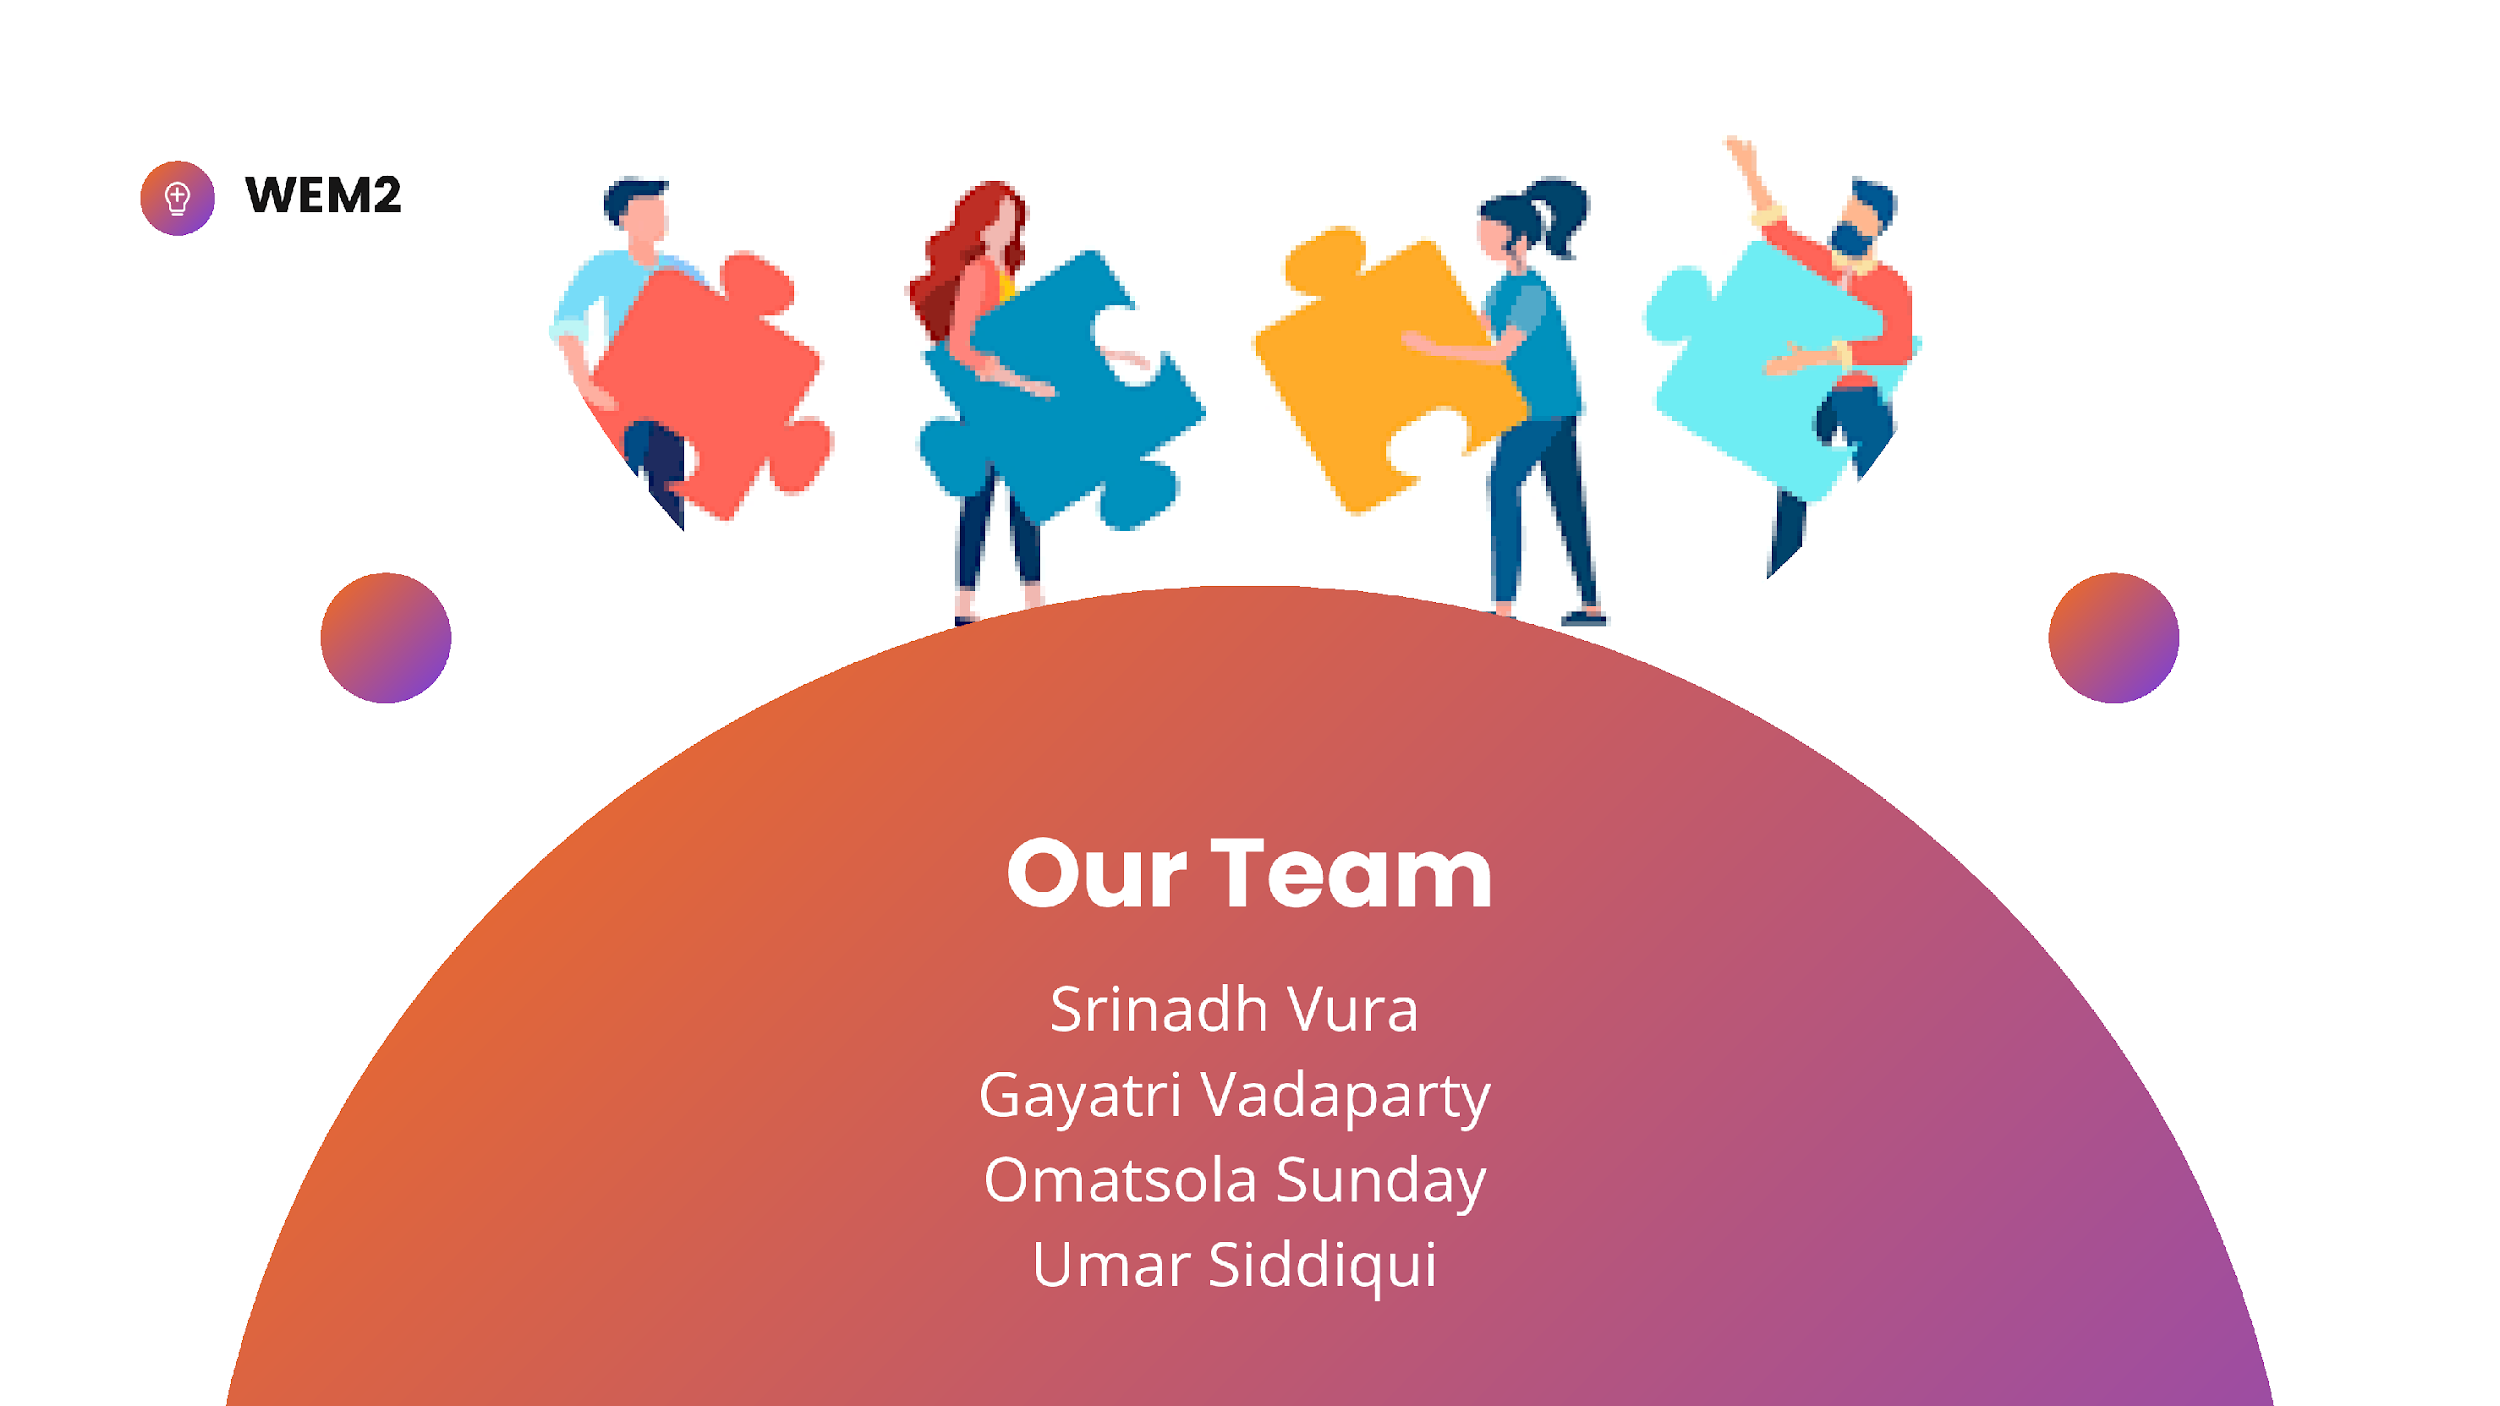 WEM2
Our Team
Srinadh Vura
Gayatri Vadaparty
Omatsola Sunday
Umar Siddiqui